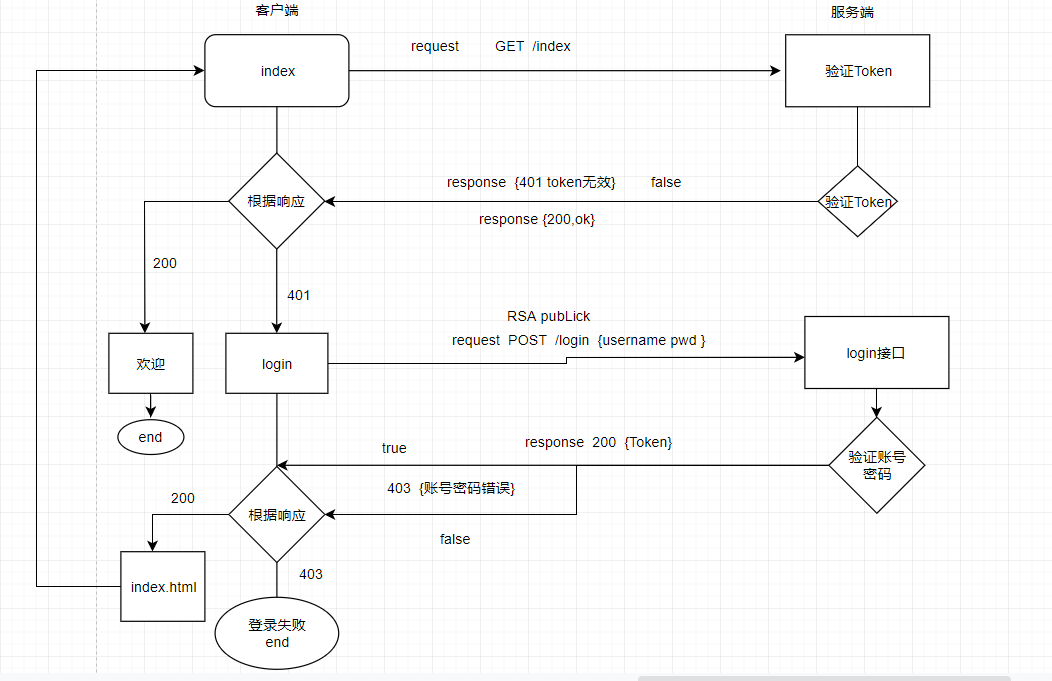 客户端
服务端
request GET /index
index
验证Token
response {401 token无效} false
根据响应
验证Token
response {200,ok}
200
401
RSA pubLick
request POST /login {username pwd }
login接口
欢迎
login
end
true
response 200 {Token}
验证账号
密码
403 {账号密码错误}
200
根据响应
false
403
index.html
登录失败
end